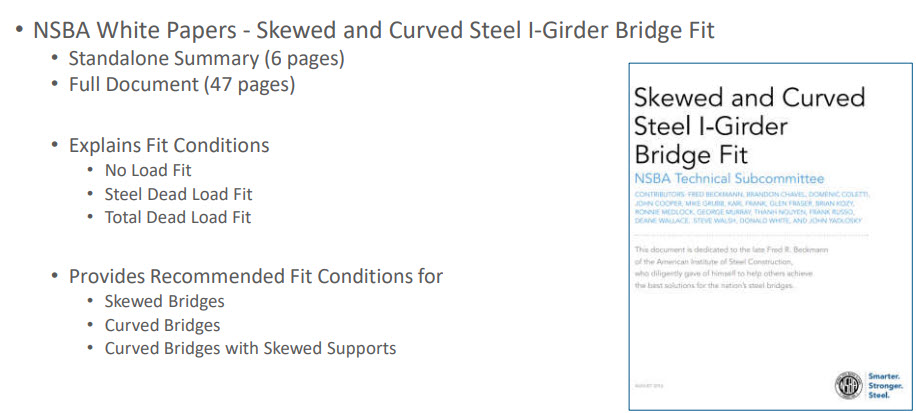 • NSBA White Papers - Skewed and Curved Steel I-Girder Bridge Fit
• Standalone Summary (6 pages)
• Full Document (47 pages)
• Explains Fit Conditions
• No Load Fit
• Steel Dead Load Fit
• Total Dead Load Fit
• Provides Recommended Fit Conditions for
• Skewed Bridges
• Curved Bridges
• Curved Bridges with Skewed Supports
Skewed and Curved
Steel I-Girder
Bridge Fit
NSBA Technical Subcommittee
CONTRIBUTORS: FRED BECKMANN, BRANDON CHAVEL, DOMENIC COLETTI,
JOHN COOPER, MIKE GRUBB, KARL FRANK, GLEN FRASER, BRIAN KOZY,
RONNIE MEDLOCK, GEORGE MURRAY, THANH NGUYEN, FRANK RUSSO,
DEANE WALLACE, STEVE WALSH, DONALD WHITE, AND JOHN YADLOSKY
This document is dedicated to the late Fred R. Beckmann
of the American Institute of Steel Construction,
who diligently gave of himself to help others achieve
the best solutions for the nation's steel bridges.
AUGUST
NSBA
Smarter.
Stronger.
Steel.